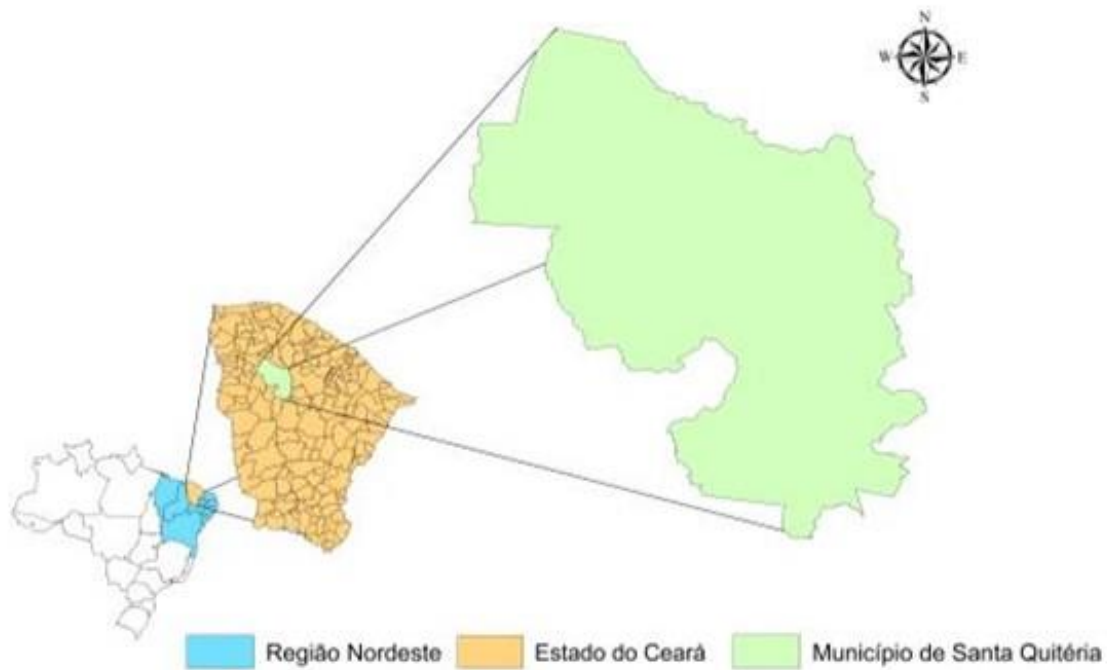 N
W E
S
Região Nordeste
Estado do Ceará
Município de Santa Quitéria